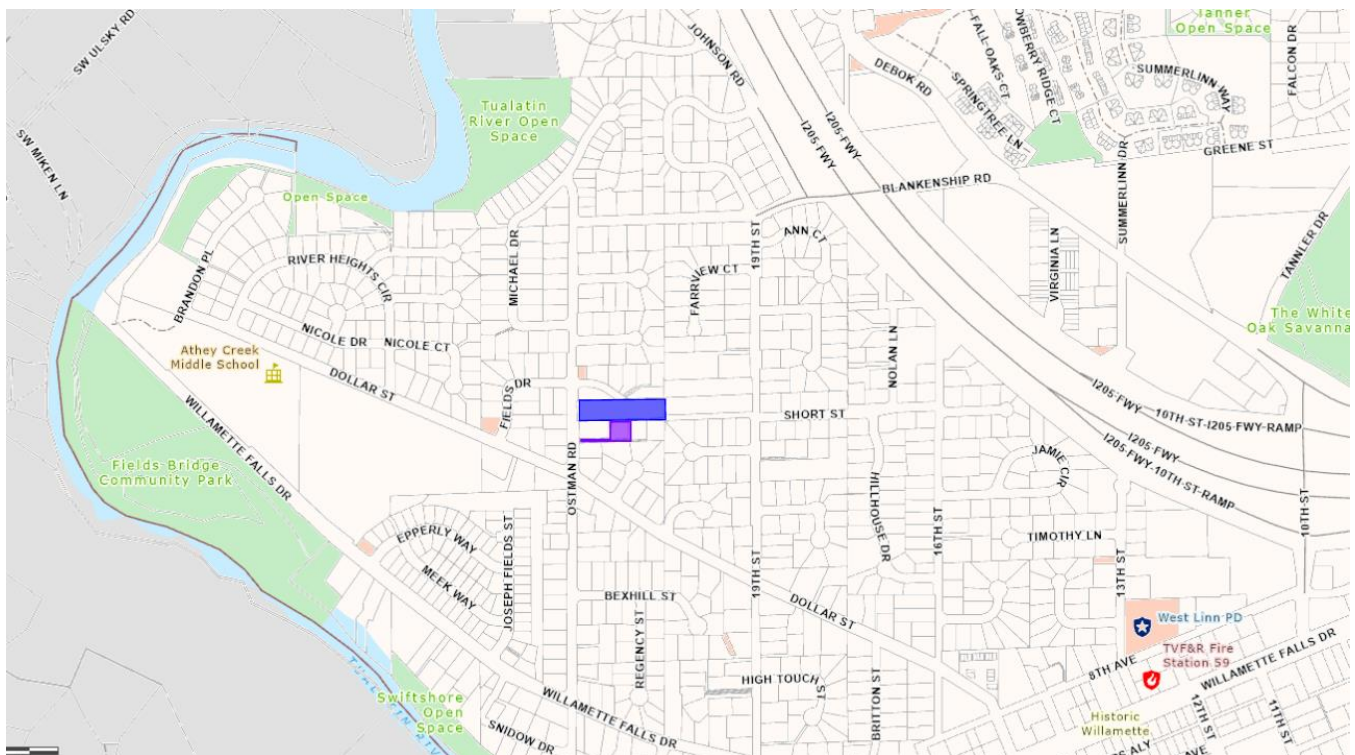 SW ULSKY RD
SW MIKEN LN
Tualatin
River Open
Space
JOHNSON RD
I205-FWY
I205-FWY
DEBOK RD
FALL-OAKS CT
OWBERRY RIDGE CT
SPRINGTREE-LN
Tanner
Open Space
SUMMERLINN WAY
FALCON DR
GREENE ST
SUMMERLINN DR
BLANKENSHIP RD
Open Space
BRANDON PL
RIVER HEIGHTS CIR
MICHAEL DR
FARRVIEW CT
19TH ST
ANN CT
VIRGINIA LN
TANNLER DR
The White
Oak Savanna
NICOLE DR
NICOLE CT
Athey Creek
Middle School
DOLLAR ST
FIELDS DR
NOLAN LN
SHORT ST
I205-FWY
10TH-ST-I205-FWY-RAMP
I205-FWY
I205-FWY-10TH-ST-RAMP
WILLAMETTE FALLS DR
Fields Bridge
Community Park
OSTMAN RD
HILLHOUSE DR
16TH ST
JAMIE CIR
10TH-ST
EPPERLY WAY
MEEK WAY
JOSEPH FIELDS ST
TIMOTHY LN
13TH ST
BEXHILL ST
REGENCY ST
19TH ST
DOLLAR ST
West Linn PD
TVF&R Fire
Station 59
8TH AVE
WILLAMETTE FALLS DR
HIGH TOUCH ST
BRITTON ST
Swiftshore
Open
Space
SNIDOW DR
WILLAMETTE FALLS DR
Historic
Willamette
12TH ST
11TH ST